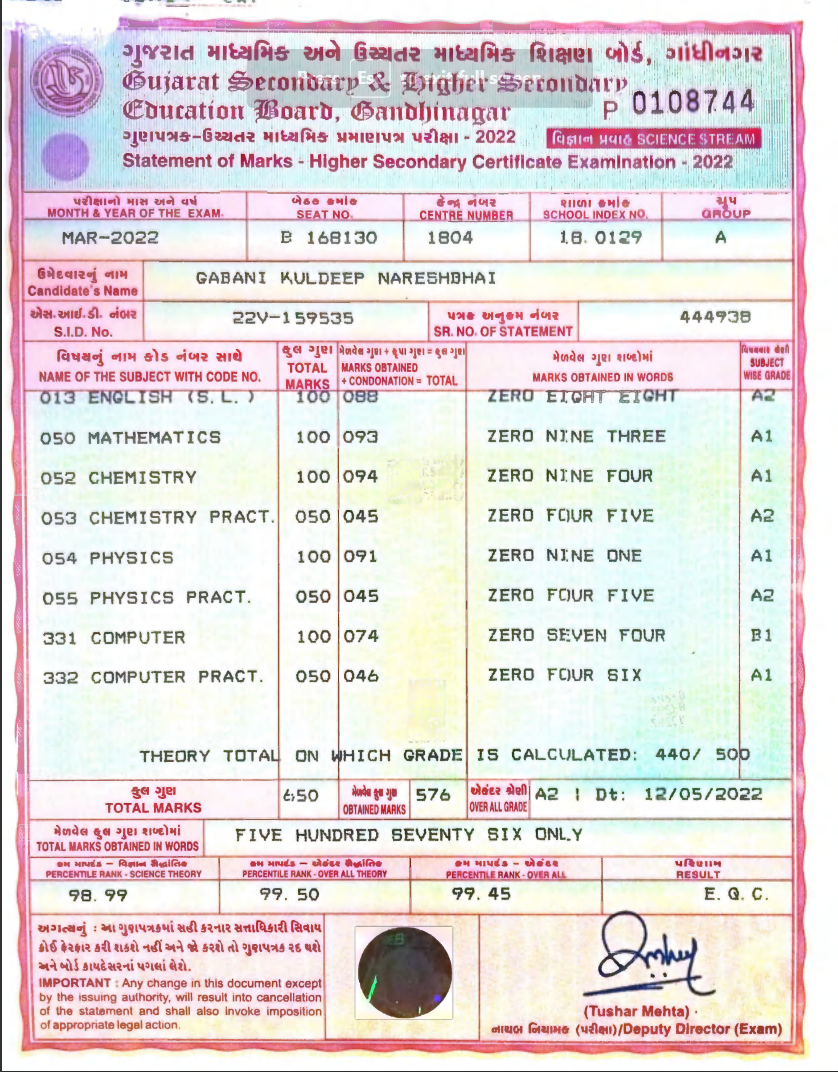 ગુજરાત માધ્યમિક અને ઉચ્ચતર માધ્યમિક શિક્ષણ બોર્ડ, ગાંધીનગર
Gujarat Secondary & Higher Secondary
Education Board, Gandhinagar
P 0108744
ગુણપત્રક-ઉચ્ચતર માધ્યમિક પ્રમાણપત્ર પરીક્ષા - 2022
વિજ્ઞાન પ્રવાહ SCIENCE STREAM
Statement of Marks - Higher Secondary Certificate Examination - 2022
પરીક્ષાનો માસ અને વર્ષ બેઠક ક્રમાંક કેન્દ્ર નંબર શાળા ક્રમાંક ગ્રુપ
MONTH & YEAR OF THE EXAM. SEAT NO. CENTRE NUMBER SCHOOL INDEX NO. GROUP
MAR-2022 B 168130 1804 18.0129 A
ઉમેદવારનું નામ
Candidate's Name
GABANI KULDEEP NARESHBHAI
એસ.આઈ.ડી. નંબર
S.I.D. No.
22V-159535
પત્રક અનુક્રમ નંબર
SR. NO. OF STATEMENT
444938
વિષયનું નામ કોડ નંબર સાથે કુલ ગુણ મેળવેલ ગુણ + કૃપા ગુણ = કુલ ગુણ મેળવેલ ગુણ શબ્દોમાં વિષયવાર શ્રેણી
NAME OF THE SUBJECT WITH CODE NO. TOTAL MARKS MARKS OBTAINED + CONDONATION = TOTAL MARKS OBTAINED IN WORDS SUBJECT WISE GRADE
013 ENGLISH (S.L.) 100 088 ZERO EIGHT EIGHT A2
050 MATHEMATICS 100 093 ZERO NINE THREE A1
052 CHEMISTRY 100 094 ZERO NINE FOUR A1
053 CHEMISTRY PRACT. 050 045 ZERO FOUR FIVE A2
054 PHYSICS 100 091 ZERO NINE ONE A1
055 PHYSICS PRACT. 050 045 ZERO FOUR FIVE A2
331 COMPUTER 100 074 ZERO SEVEN FOUR B1
332 COMPUTER PRACT. 050 046 ZERO FOUR SIX A1
THEORY TOTAL ON WHICH GRADE IS CALCULATED: 440/ 500
કુલ ગુણ
TOTAL MARKS
650
મેળવેલ કુલ ગુણ
OBTAINED MARKS
576
એકંદર શ્રેણી
OVER ALL GRADE
A2 | Dt: 12/05/2022
મેળવેલ કુલ ગુણ શબ્દોમાં
TOTAL MARKS OBTAINED IN WORDS
FIVE HUNDRED SEVENTY SIX ONLY
ક્રમ માપદંડ – વિજ્ઞાન સૈદ્ધાંતિક ક્રમ માપદંડ – એકંદર સૈદ્ધાંતિક ક્રમ માપદંડ – એકંદર પરિણામ
PERCENTILE RANK - SCIENCE THEORY PERCENTILE RANK - OVER ALL THEORY PERCENTILE RANK - OVER ALL RESULT
98.99 99.50 99.45 E.Q.C.
અગત્યનું : આ ગુણપત્રકમાં સહી કરનાર સત્તાધિકારી સિવાય
કોઈ ફેરફાર કરી શકશે નહીં અને જો કરશે તો ગુણપત્રક રદ થશે
અને બોર્ડ કાયદેસરનાં પગલાં લેશે.
IMPORTANT : Any change in this document except
by the issuing authority, will result into cancellation
of the statement and shall also invoke imposition
of appropriate legal action.
(Tushar Mehta)
નાયબ નિયામક (પરીક્ષા)/Deputy Director (Exam)